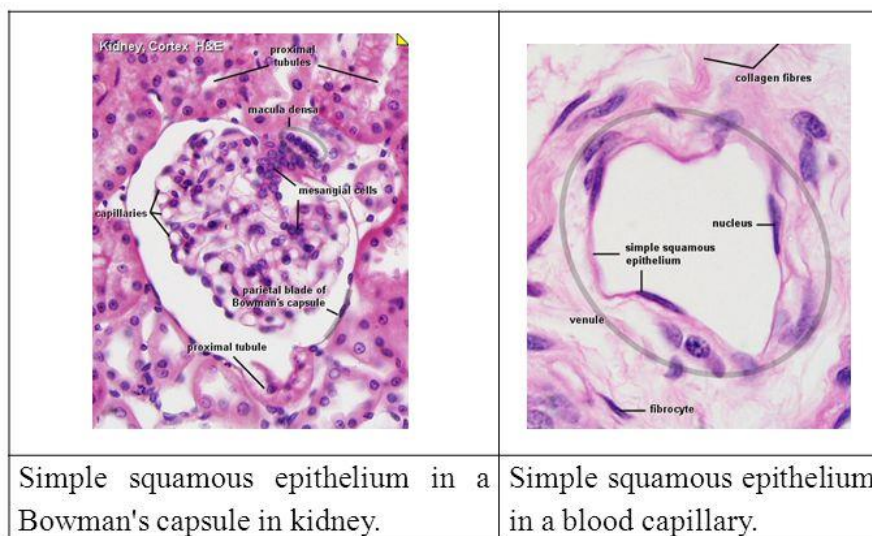 Kidney, Cortex H&E
proximal
tubules
macula densa
mesangial cells
capillaries
parietal blade of
Bowman's capsule
proximal tubule
collagen fibres
nucleus
simple squamous
epithelium
venule
fibrocyte
Simple squamous epithelium in a
Bowman's capsule in kidney.
Simple squamous epithelium
in a blood capillary.